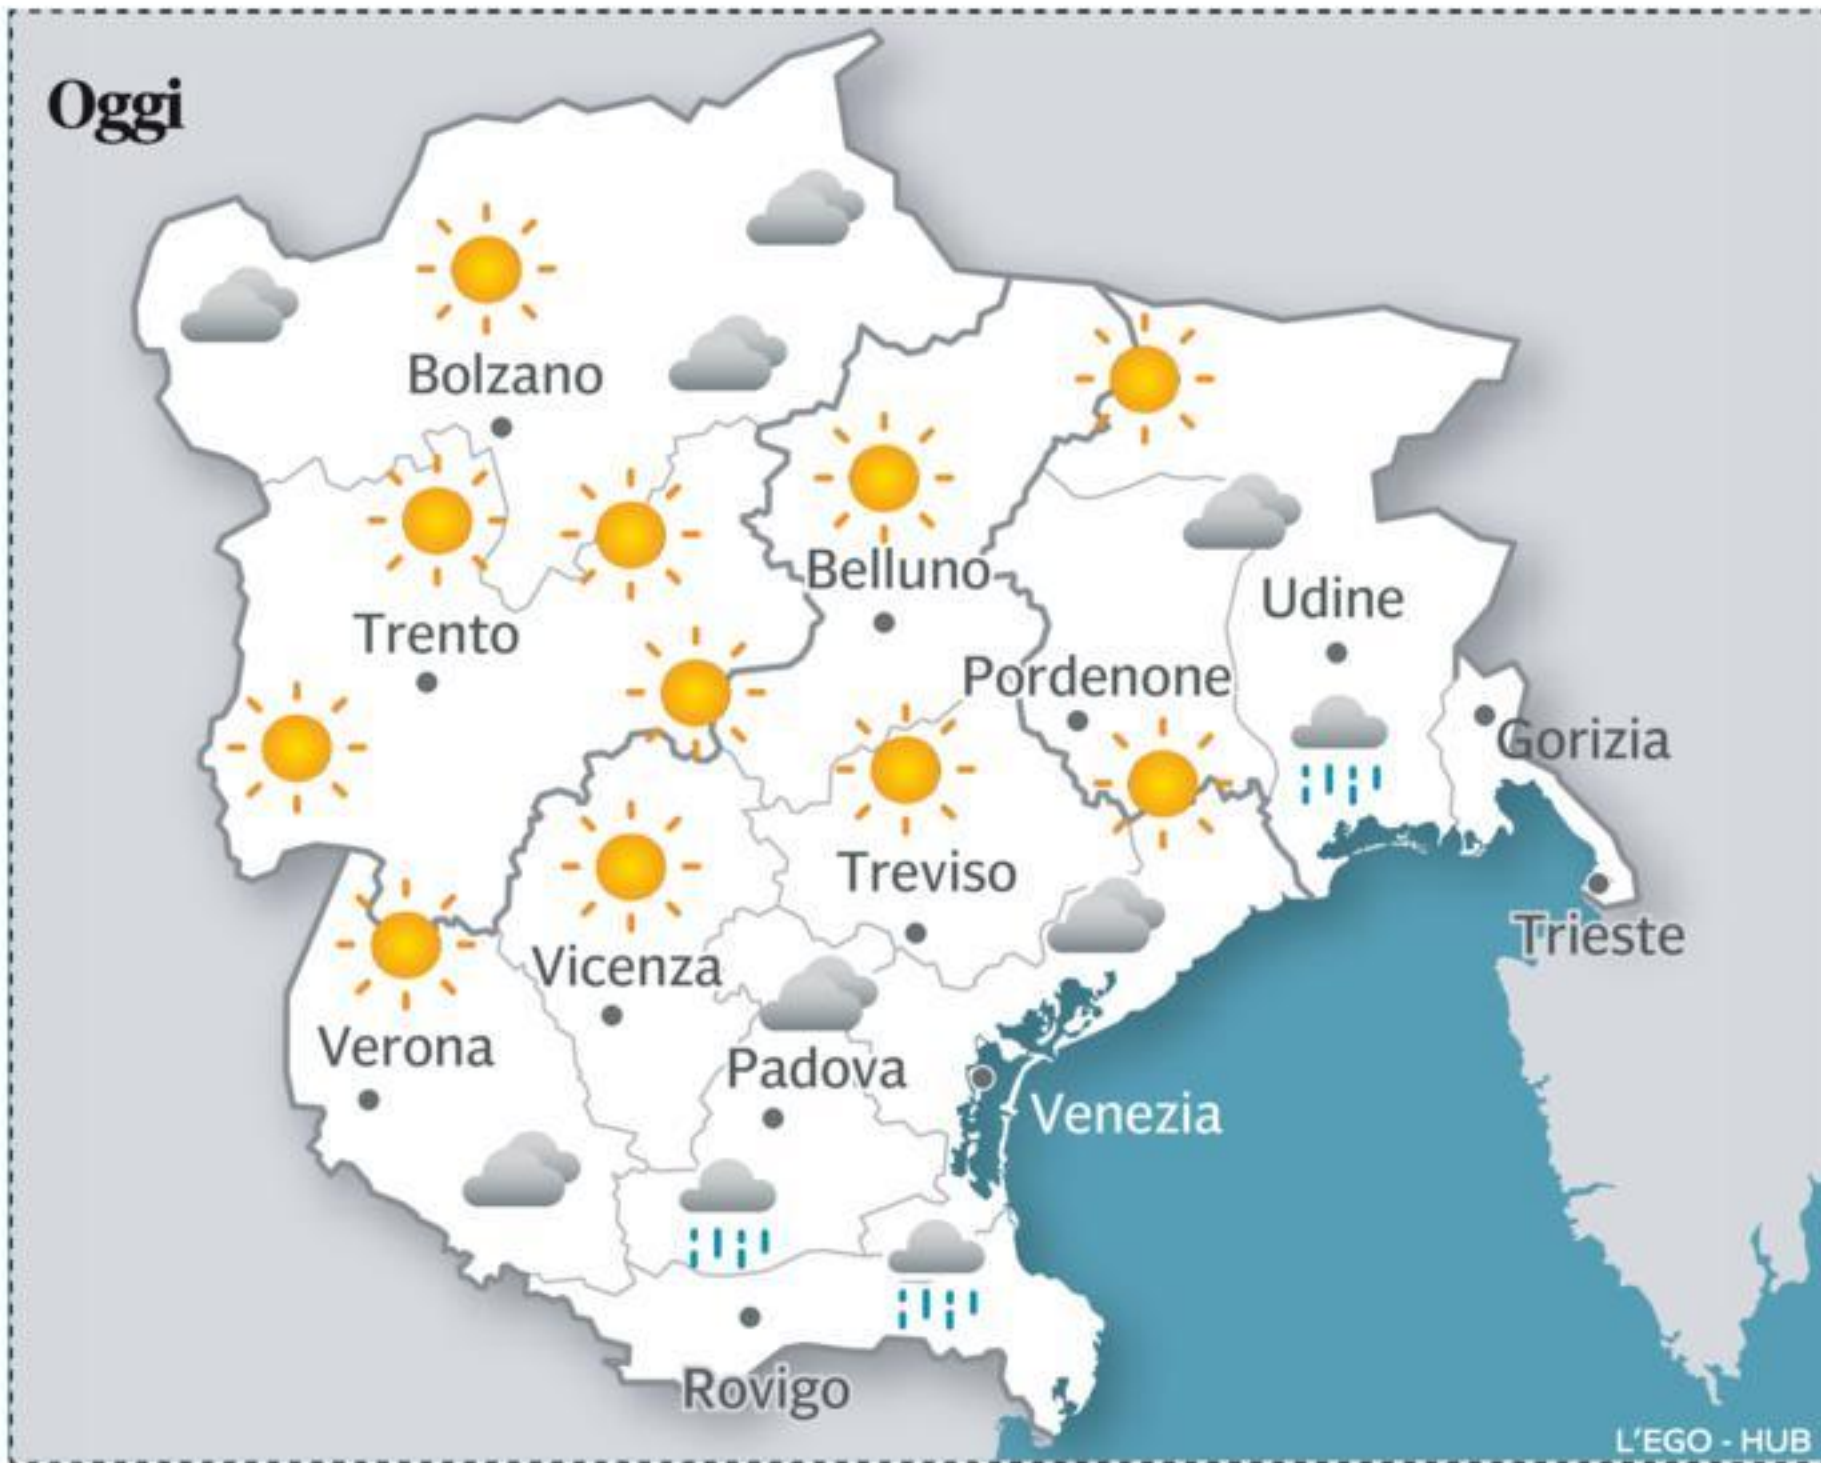 Oggi
Bolzano
Belluno
Udine
Trento
Pordenone
Gorizia
Treviso
Trieste
Vicenza
Verona
Padova
Venezia
Rovigo
L'EGO - HUB